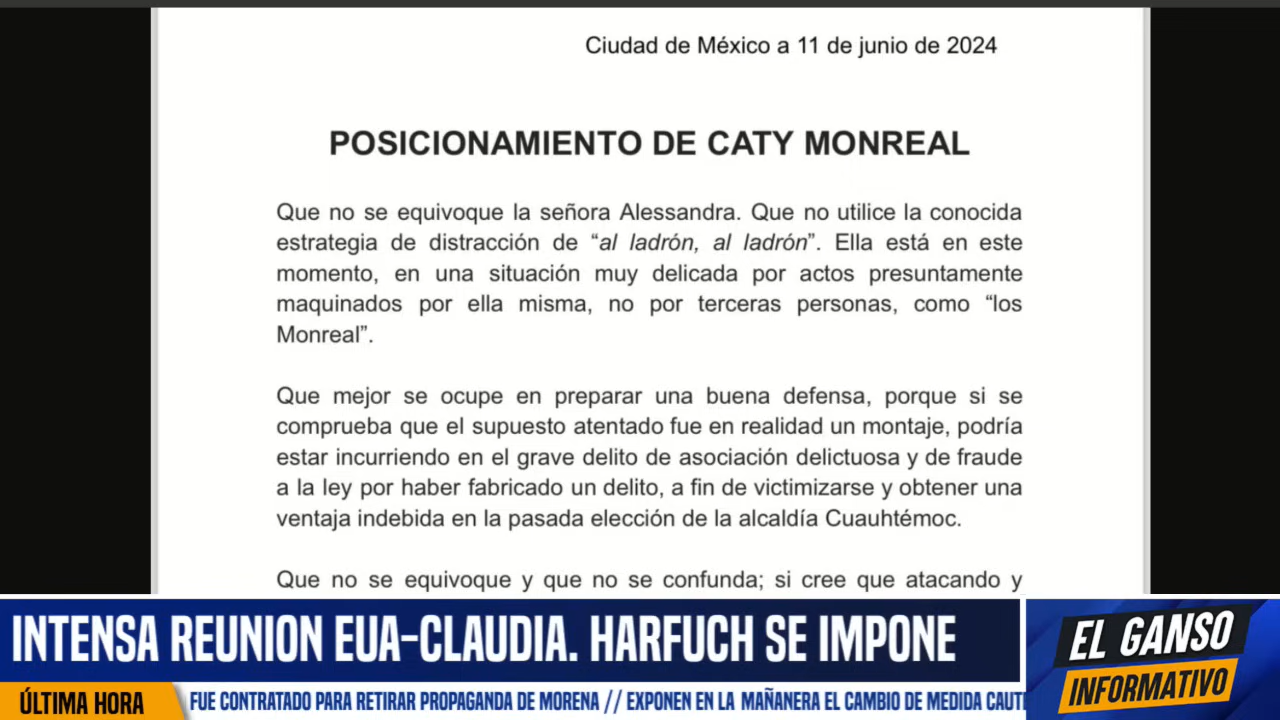 Ciudad de México a 11 de junio de 2024
POSICIONAMIENTO DE CATY MONREAL
Que no se equivoque la señora Alessandra. Que no utilice la conocida
estrategia de distracción de “al ladrón, al ladrón”. Ella está en este
momento, en una situación muy delicada por actos presuntamente
maquinados por ella misma, no por terceras personas, como “los
Monreal”.
Que mejor se ocupe en preparar una buena defensa, porque si se
comprueba que el supuesto atentado fue en realidad un montaje, podría
estar incurriendo en el grave delito de asociación delictuosa y de fraude
a la ley por haber fabricado un delito, a fin de victimizarse y obtener una
ventaja indebida en la pasada elección de la alcaldía Cuauhtémoc.
Que no se equivoque y que no se confunda; si cree que atacando y
INTENSA REUNION EUA-CLAUDIA. HARFUCH SE IMPONE
EL GANSO
INFORMATIVO
ÚLTIMA HORA
FUE CONTRATADO PARA RETIRAR PROPAGANDA DE MORENA // EXPONEN EN LA MAÑANERA EL CAMBIO DE MEDIDA CAUT